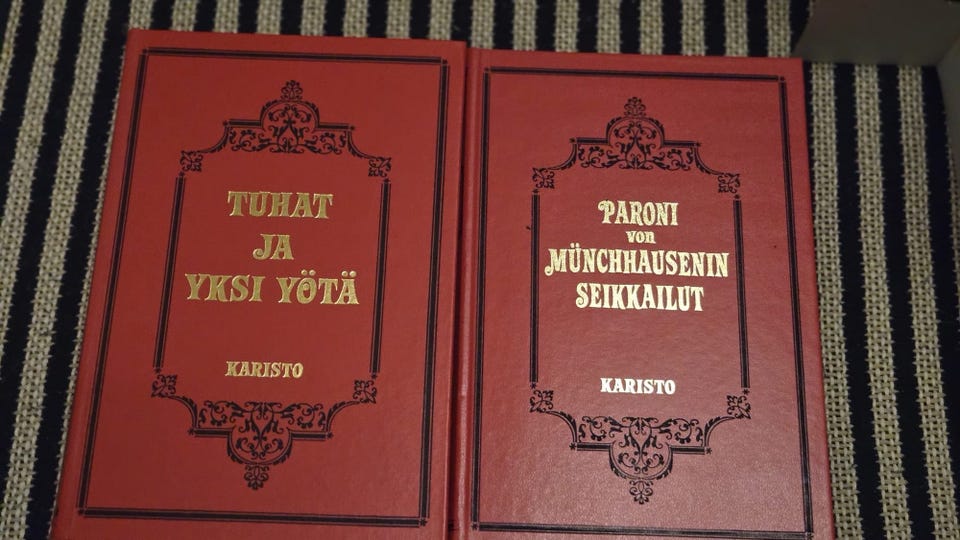 TUHAT
JA
YKSI YÖTÄ
KARISTO
PARONI
von
MÜNCHHAUSENIN
SEIKKAILUT
KARISTO